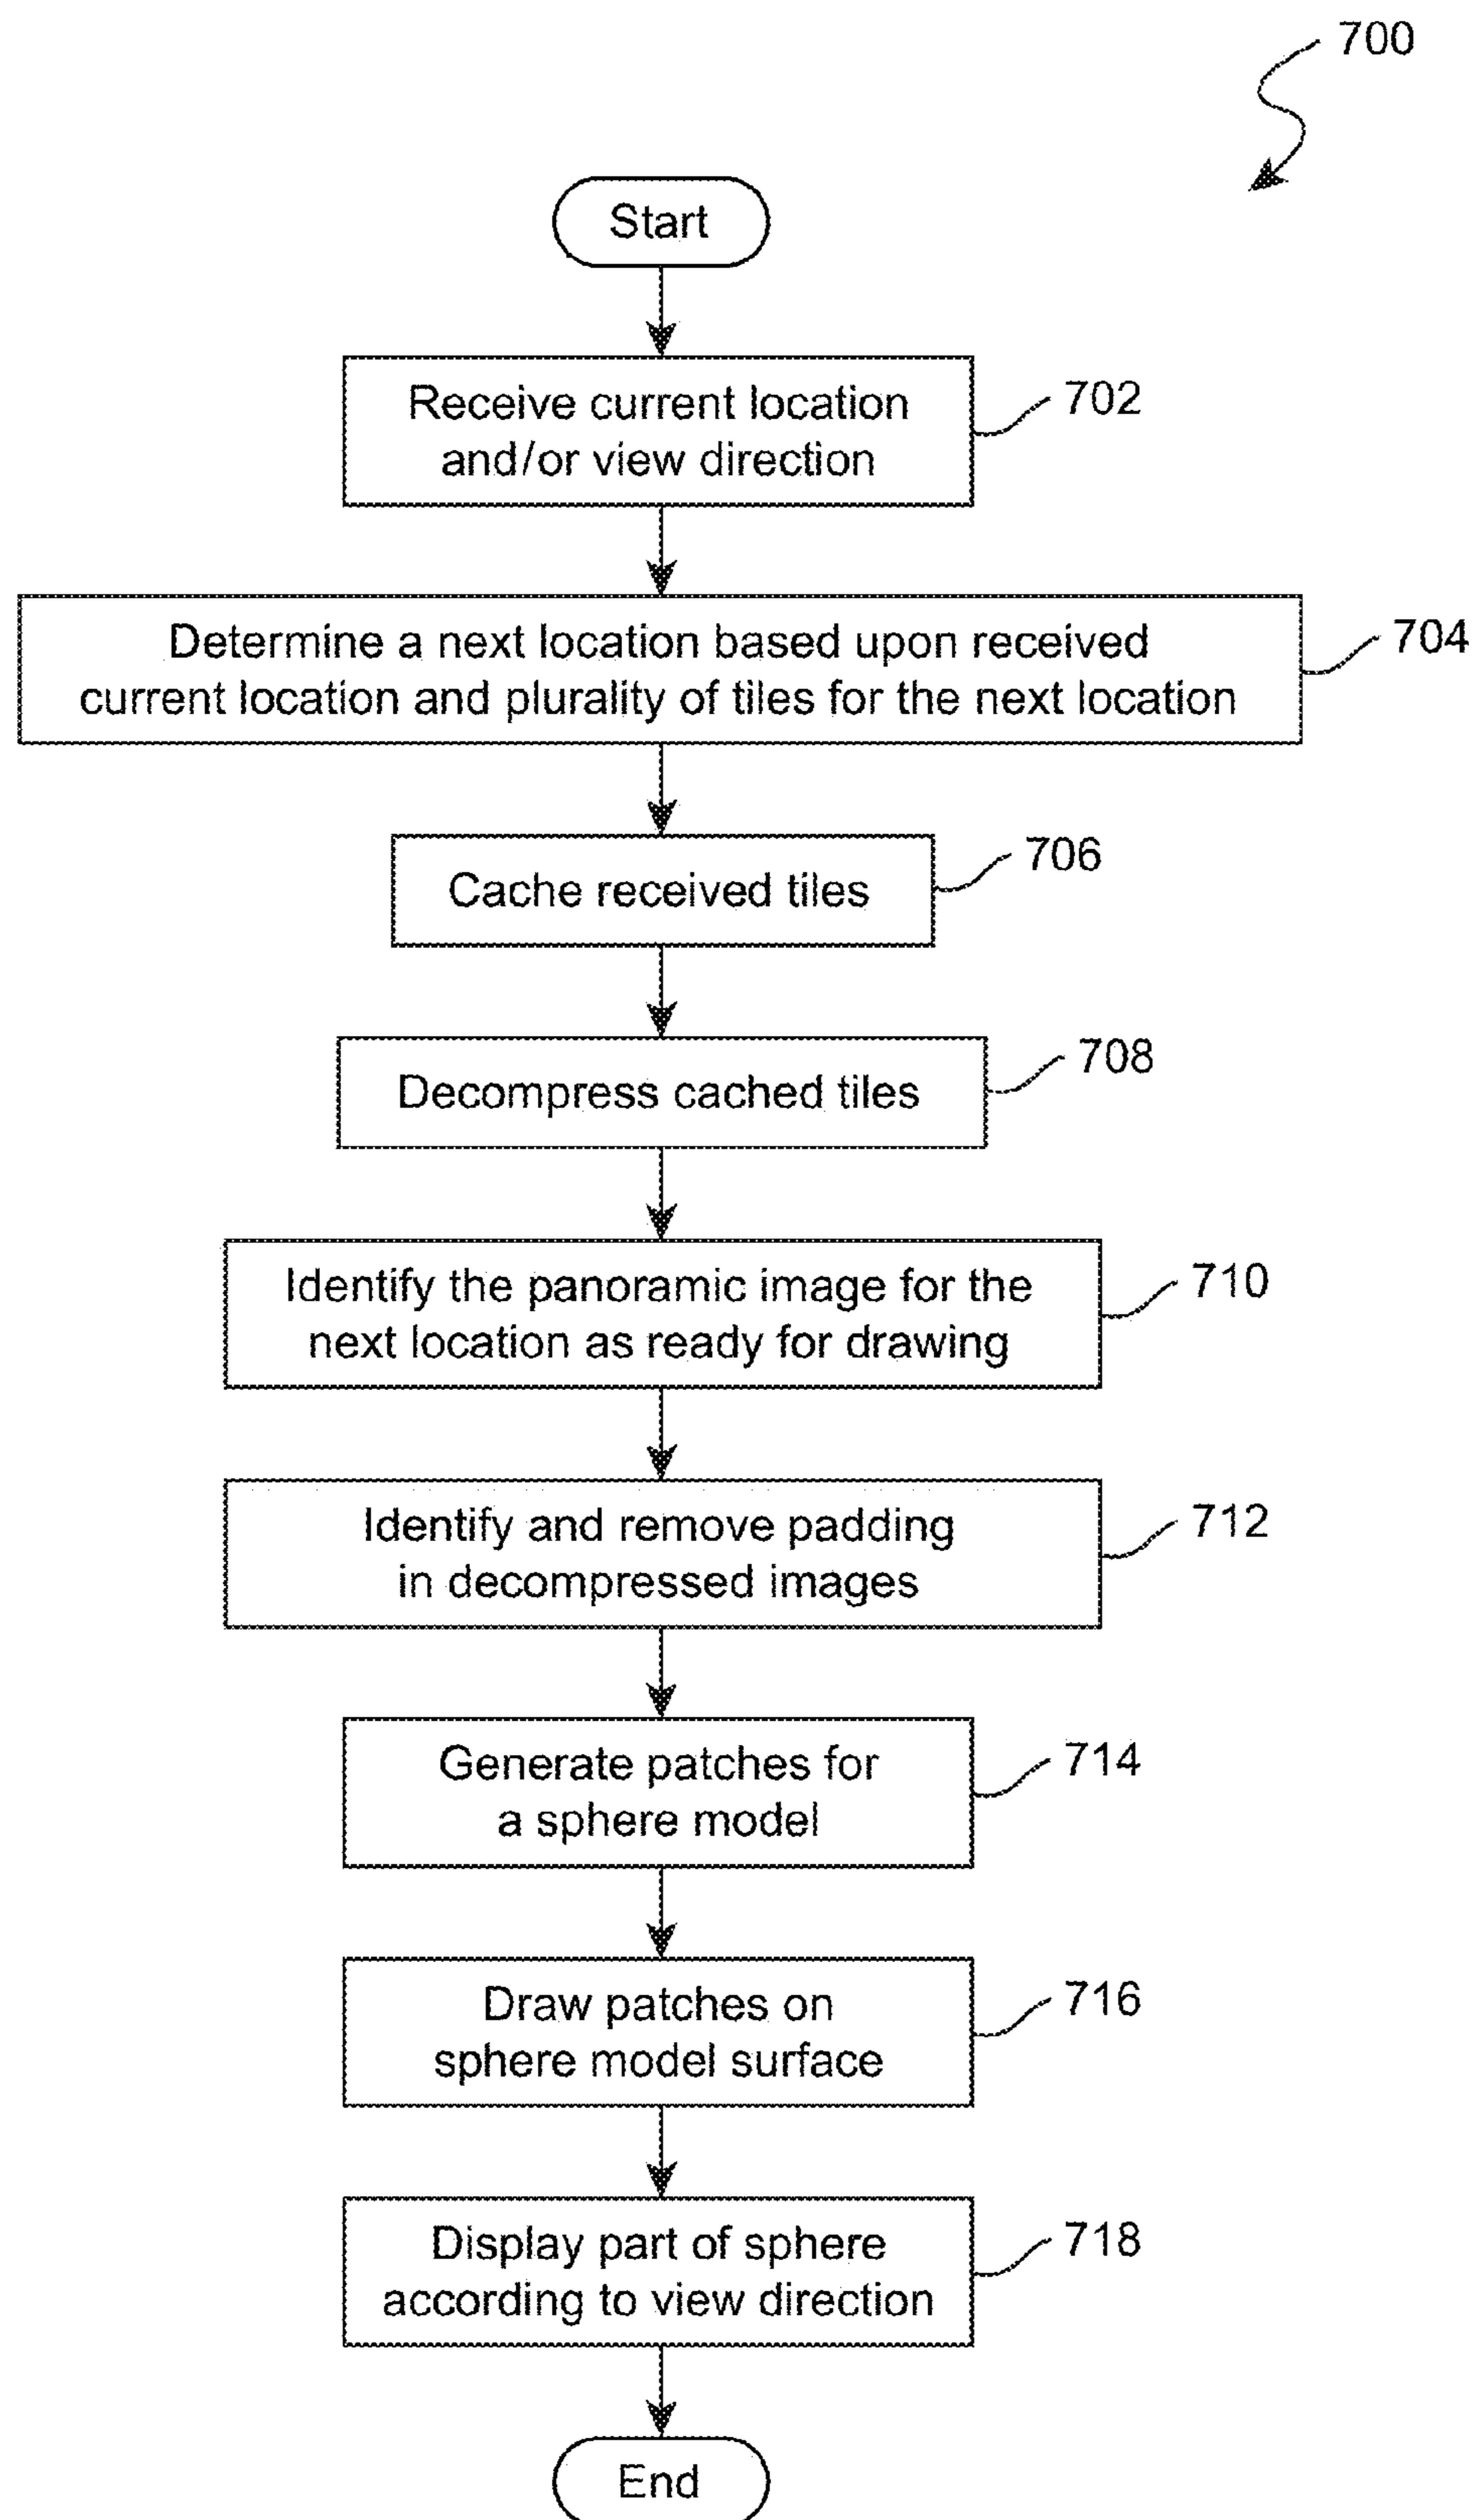 700
Start
Receive current location
and/or view direction
702
Determine a next location based upon received
current location and plurality of tiles for the next location
704
Cache received tiles
706
Decompress cached tiles
708
Identify the panoramic image for the
next location as ready for drawing
710
Identify and remove padding
in decompressed images
712
Generate patches for
a sphere model
714
Draw patches on
sphere model surface
716
Display part of sphere
according to view direction
718
End